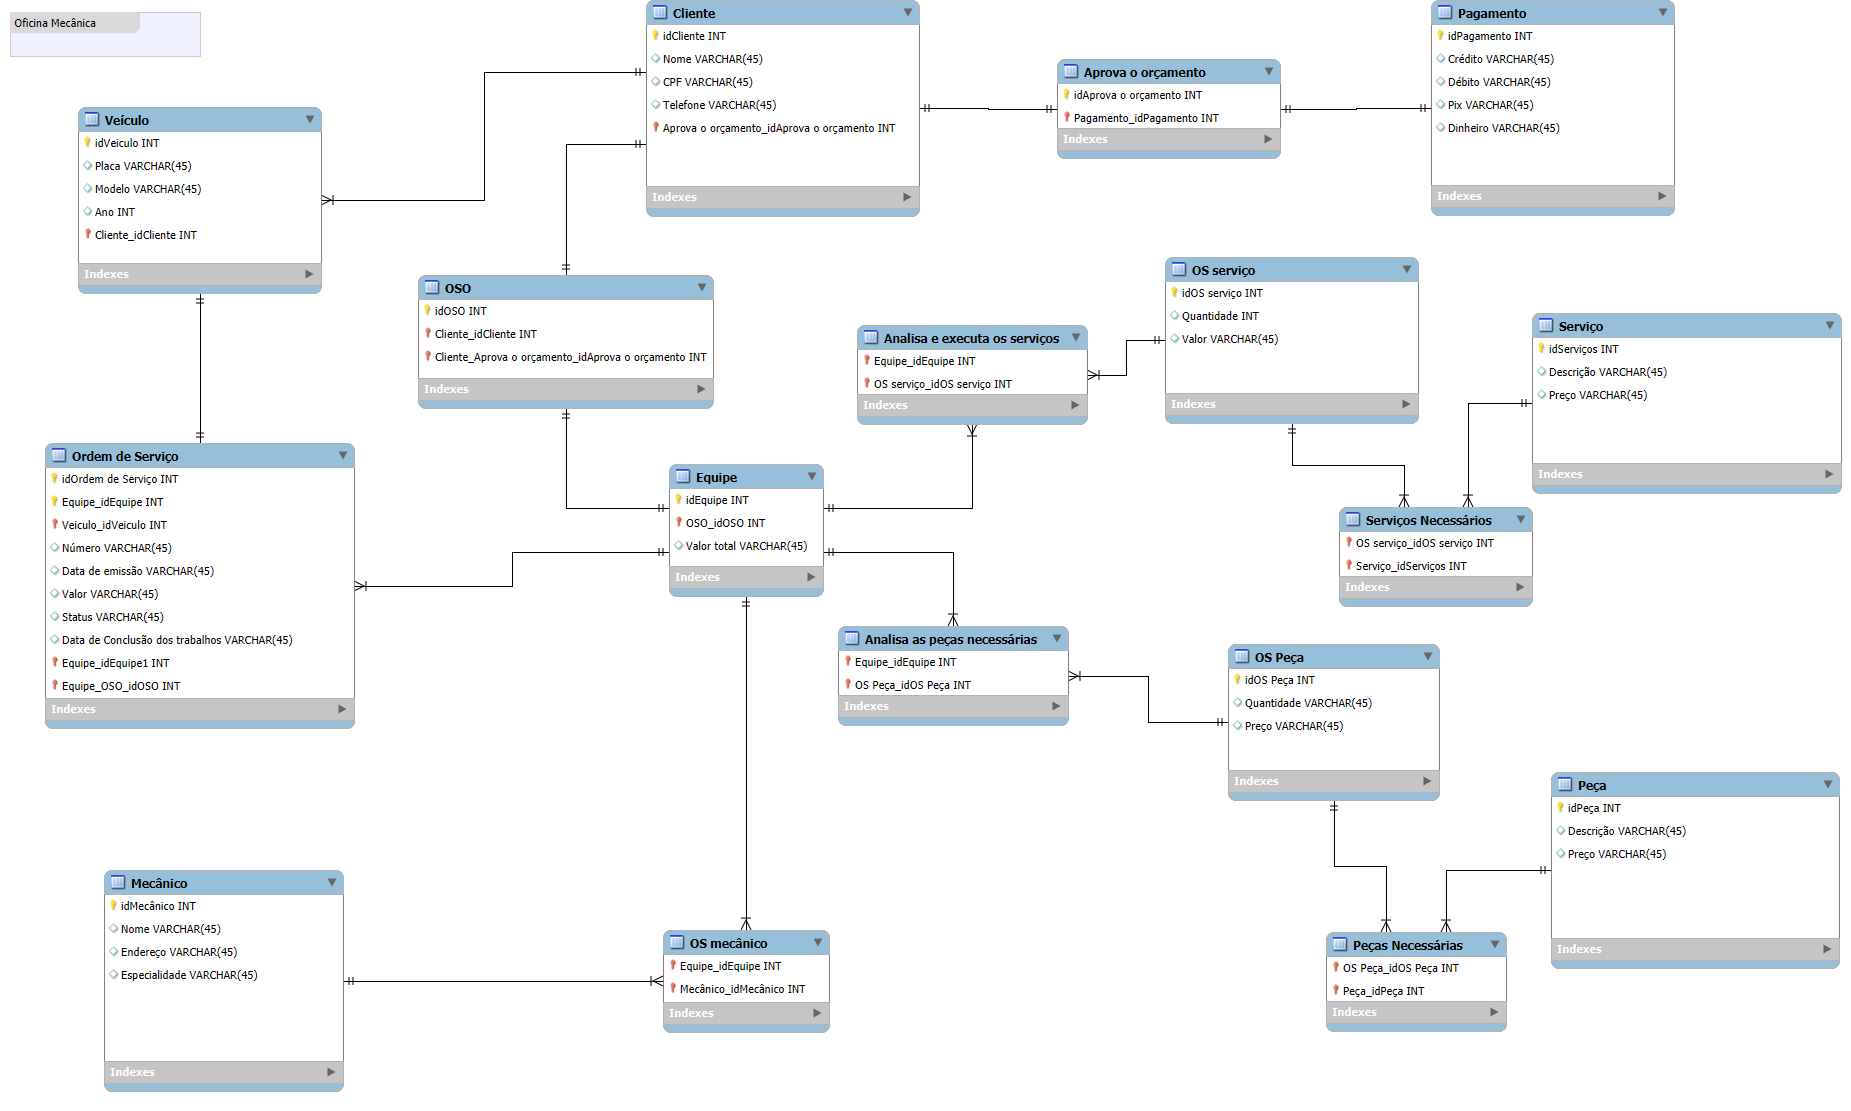 Oficina Mecânica
Cliente
idCliente INT
Nome VARCHAR(45)
CPF VARCHAR(45)
Telefone VARCHAR(45)
Aprova o orçamento_idAprova o orçamento INT
Indexes
Aprova o orçamento
idAprova o orçamento INT
Pagamento_idPagamento INT
Indexes
Pagamento
idPagamento INT
Crédito VARCHAR(45)
Débito VARCHAR(45)
Pix VARCHAR(45)
Dinheiro VARCHAR(45)
Indexes
Veículo
idVeiculo INT
Placa VARCHAR(45)
Modelo VARCHAR(45)
Ano INT
Cliente_idCliente INT
Indexes
OSO
idOSO INT
Cliente_idCliente INT
Cliente_Aprova o orçamento_idAprova o orçamento INT
Indexes
Analisa e executa os serviços
Equipe_idEquipe INT
OS serviço_idOS serviço INT
Indexes
OS serviço
idOS serviço INT
Quantidade INT
Valor VARCHAR(45)
Indexes
Serviço
idServiços INT
Descrição VARCHAR(45)
Preço VARCHAR(45)
Indexes
Ordem de Serviço
idOrdem de Serviço INT
Equipe_idEquipe INT
Veiculo_idVeiculo INT
Número VARCHAR(45)
Data de emissão VARCHAR(45)
Valor VARCHAR(45)
Status VARCHAR(45)
Data de Conclusão dos trabalhos VARCHAR(45)
Equipe_idEquipe1 INT
Equipe_OSO_idOSO INT
Indexes
Equipe
idEquipe INT
OSO_idOSO INT
Valor total VARCHAR(45)
Indexes
Serviços Necessários
OS serviço_idOS serviço INT
Serviço_idServiços INT
Indexes
Analisa as peças necessárias
Equipe_idEquipe INT
OS Peça_idOS Peça INT
Indexes
OS Peça
idOS Peça INT
Quantidade VARCHAR(45)
Preço VARCHAR(45)
Indexes
Peça
idPeça INT
Descrição VARCHAR(45)
Preço VARCHAR(45)
Indexes
Mecânico
idMecânico INT
Nome VARCHAR(45)
Endereço VARCHAR(45)
Especialidade VARCHAR(45)
Indexes
OS mecânico
Equipe_idEquipe INT
Mecânico_idMecânico INT
Indexes
Peças Necessárias
OS Peça_idOS Peça INT
Peça_idPeça INT
Indexes